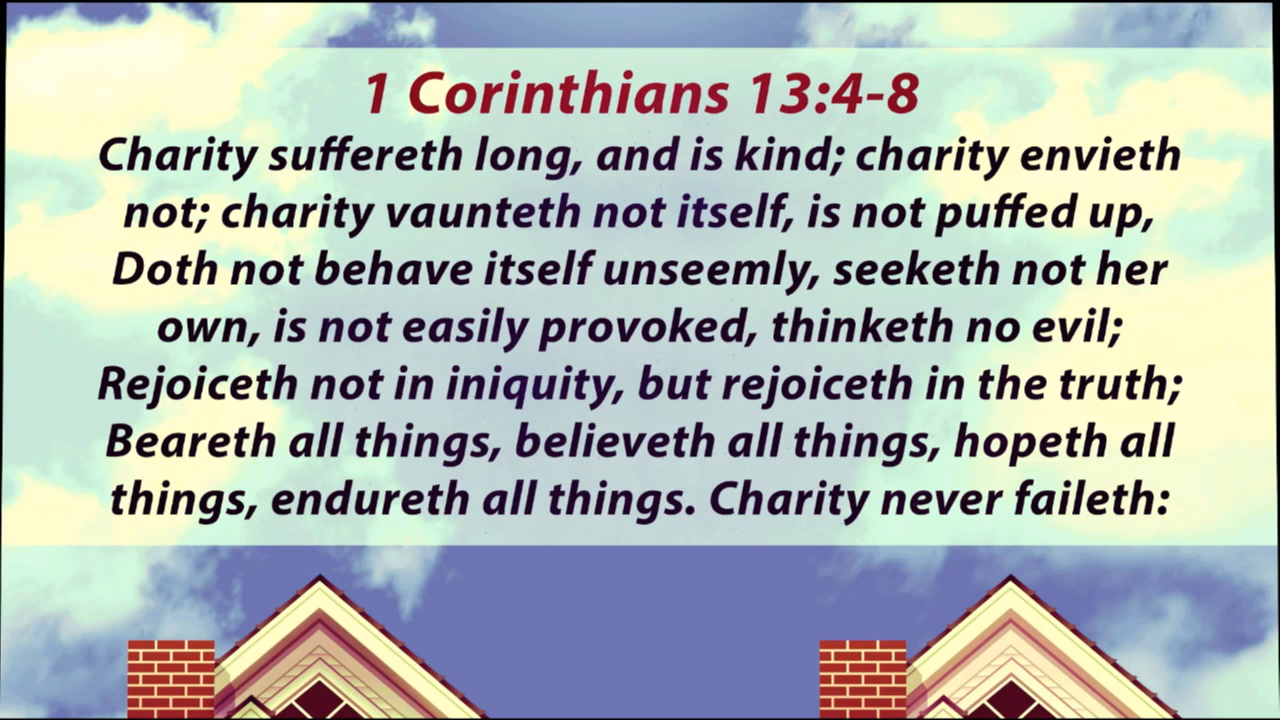 1 Corinthians 13:4-8
Charity suffereth long, and is kind; charity envieth
not; charity vaunteth not itself, is not puffed up,
Doth not behave itself unseemly, seeketh not her
own, is not easily provoked, thinketh no evil;
Rejoiceth not in iniquity, but rejoiceth in the truth;
Beareth all things, believeth all things, hopeth all
things, endureth all things. Charity never faileth: